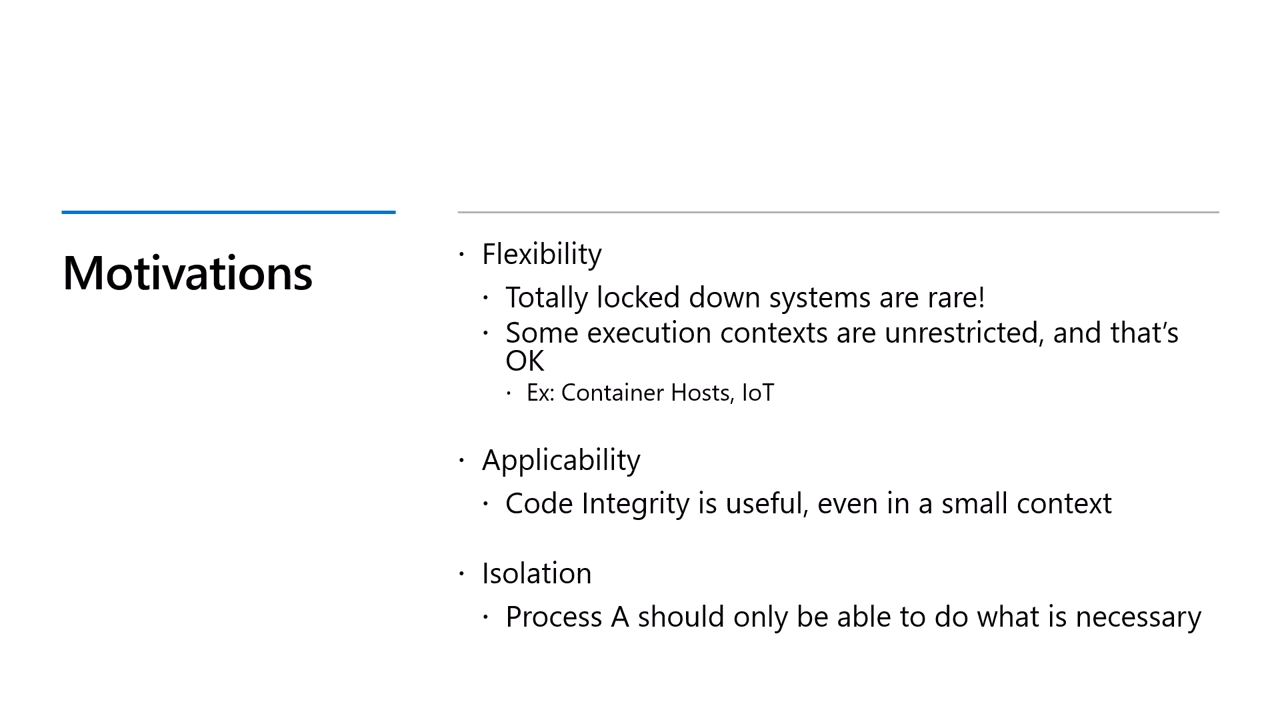 Motivations
· Flexibility
· Totally locked down systems are rare!
· Some execution contexts are unrestricted, and that’s
OK
· Ex: Container Hosts, IoT
· Applicability
· Code Integrity is useful, even in a small context
· Isolation
· Process A should only be able to do what is necessary